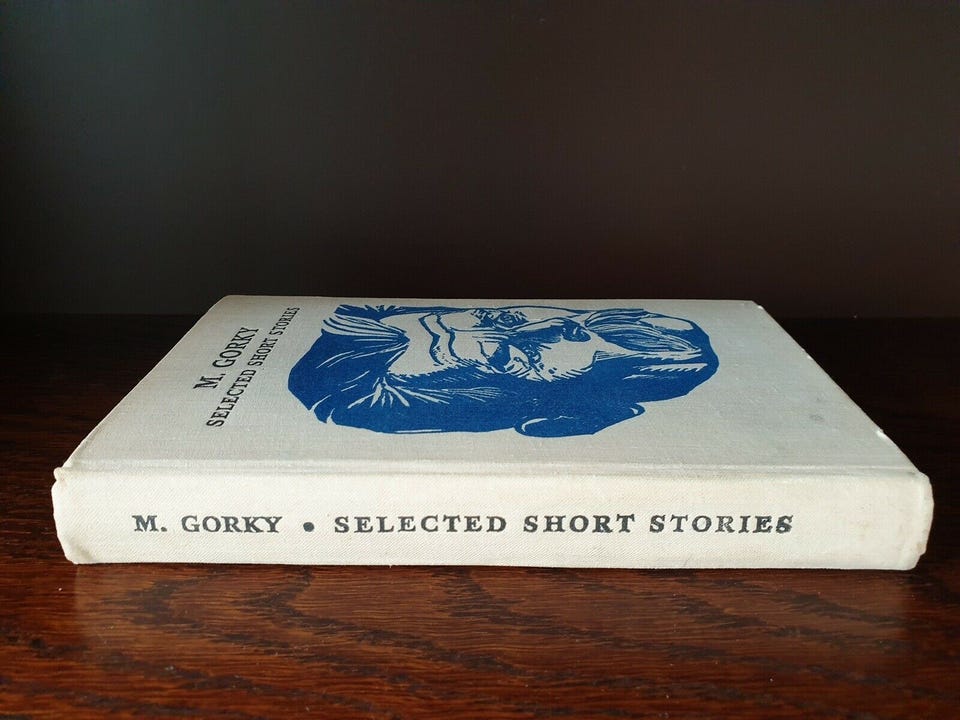 M. GORKY
SELECTED SHORT STORIES
M. GORKY • SELECTED SHORT STORIES